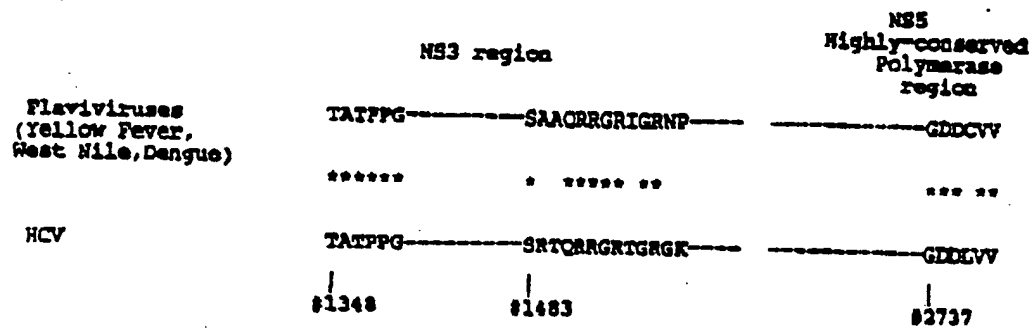 NS5
Highly-conserved
Polymarase
region
NS3 region
Flaviviruses
(Yellow Fever,
West Nile, Dengue)
TATPPG----------SAAQRRGRIGRNP----- -------------GDDCVV
****** * ***** ** *** **
HCV
TATPPG----------SRTQRRGRTGRGK----- -------------GDDLVV
| | |
#1348 #1483 #2737